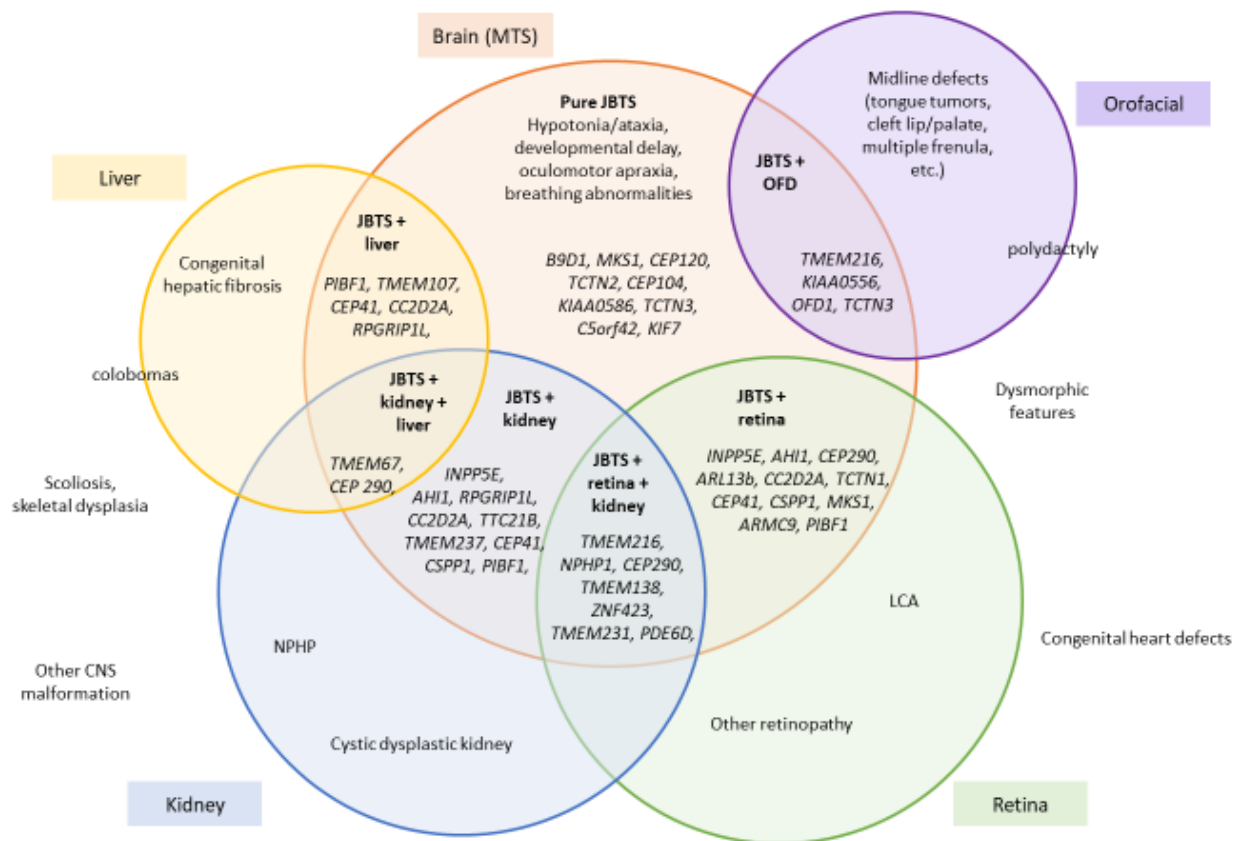 Brain (MTS)
Pure JBTS
Hypotonia/ataxia,
developmental delay,
oculomotor apraxia,
breathing abnormalities
B9D1, MKS1, CEP120,
TCTN2, CEP104,
KIAA0586, TCTN3,
C5orf42, KIF7
Orofacial
Midline defects
(tongue tumors,
cleft lip/palate,
multiple frenula,
etc.)
polydactyly
JBTS +
OFD
TMEM216,
KIAA0556,
OFD1, TCTN3
Liver
Congenital
hepatic fibrosis
colobomas
JBTS +
liver
PIBF1, TMEM107,
CEP41, CC2D2A,
RPGRIP1L,
JBTS +
kidney +
liver
TMEM67,
CEP 290,
JBTS +
kidney
INPP5E,
AHI1, RPGRIP1L,
CC2D2A, TTC21B,
TMEM237, CEP41,
CSPP1, PIBF1,
JBTS +
retina +
kidney
TMEM216,
NPHP1, CEP290,
TMEM138,
ZNF423,
TMEM231, PDE6D,
JBTS +
retina
INPP5E, AHI1, CEP290,
ARL13b, CC2D2A, TCTN1,
CEP41, CSPP1, MKS1,
ARMC9, PIBF1
Dysmorphic
features
Scoliosis,
skeletal dysplasia
LCA
Congenital heart defects
NPHP
Other CNS
malformation
Other retinopathy
Cystic dysplastic kidney
Kidney
Retina